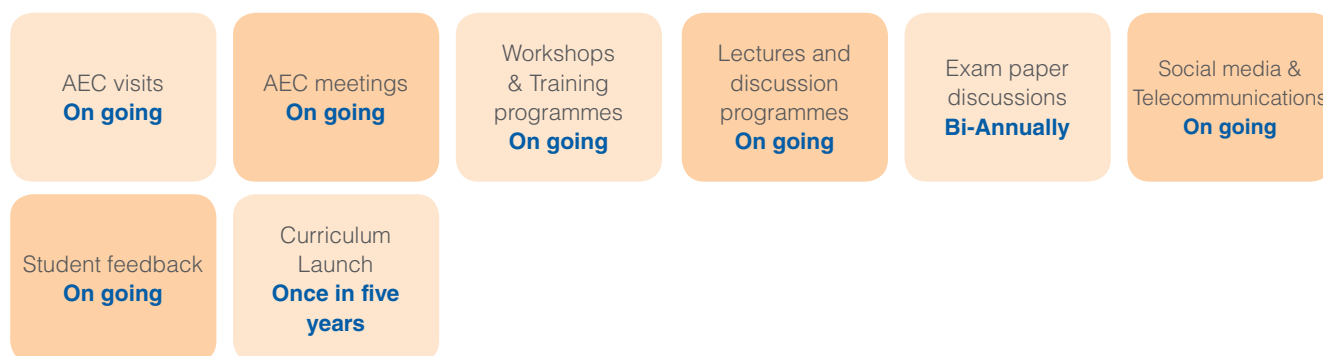 AEC visits
On going
AEC meetings
On going
Workshops
& Training
programmes
On going
Lectures and
discussion
programmes
On going
Exam paper
discussions
Bi-Annually
Social media &
Telecommunications
On going
Student feedback
On going
Curriculum
Launch
Once in five
years